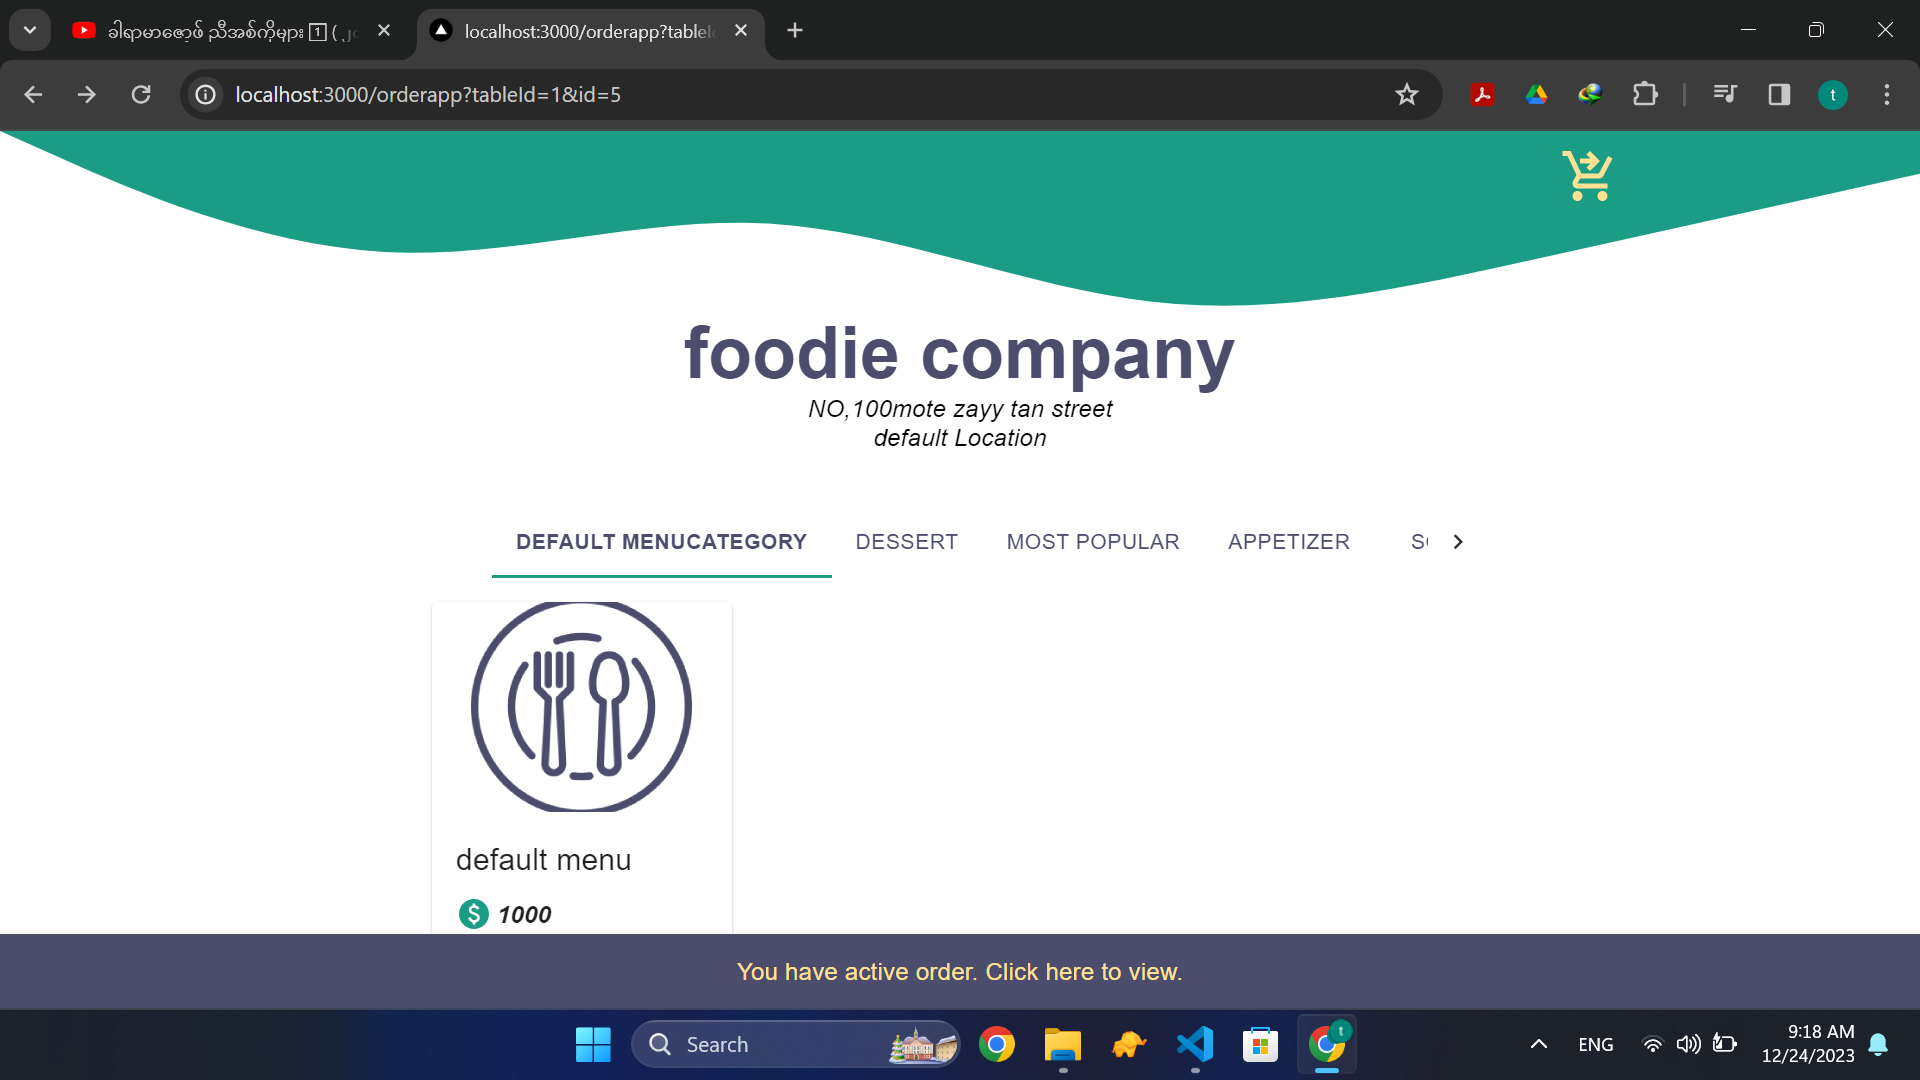 ခါရာမာဇော့ဖ် ညီအစ်ကိုများ 1 (
localhost:3000/orderapp?table
localhost:3000/orderapp?tableId=1&id=5
t
foodie company
NO,100mote zayy tan street
default Location
DEFAULT MENUCATEGORY DESSERT MOST POPULAR APPETIZER
default menu
$ 1000
You have active order. Click here to view.
Search
t
ENG
9:18 AM
12/24/2023